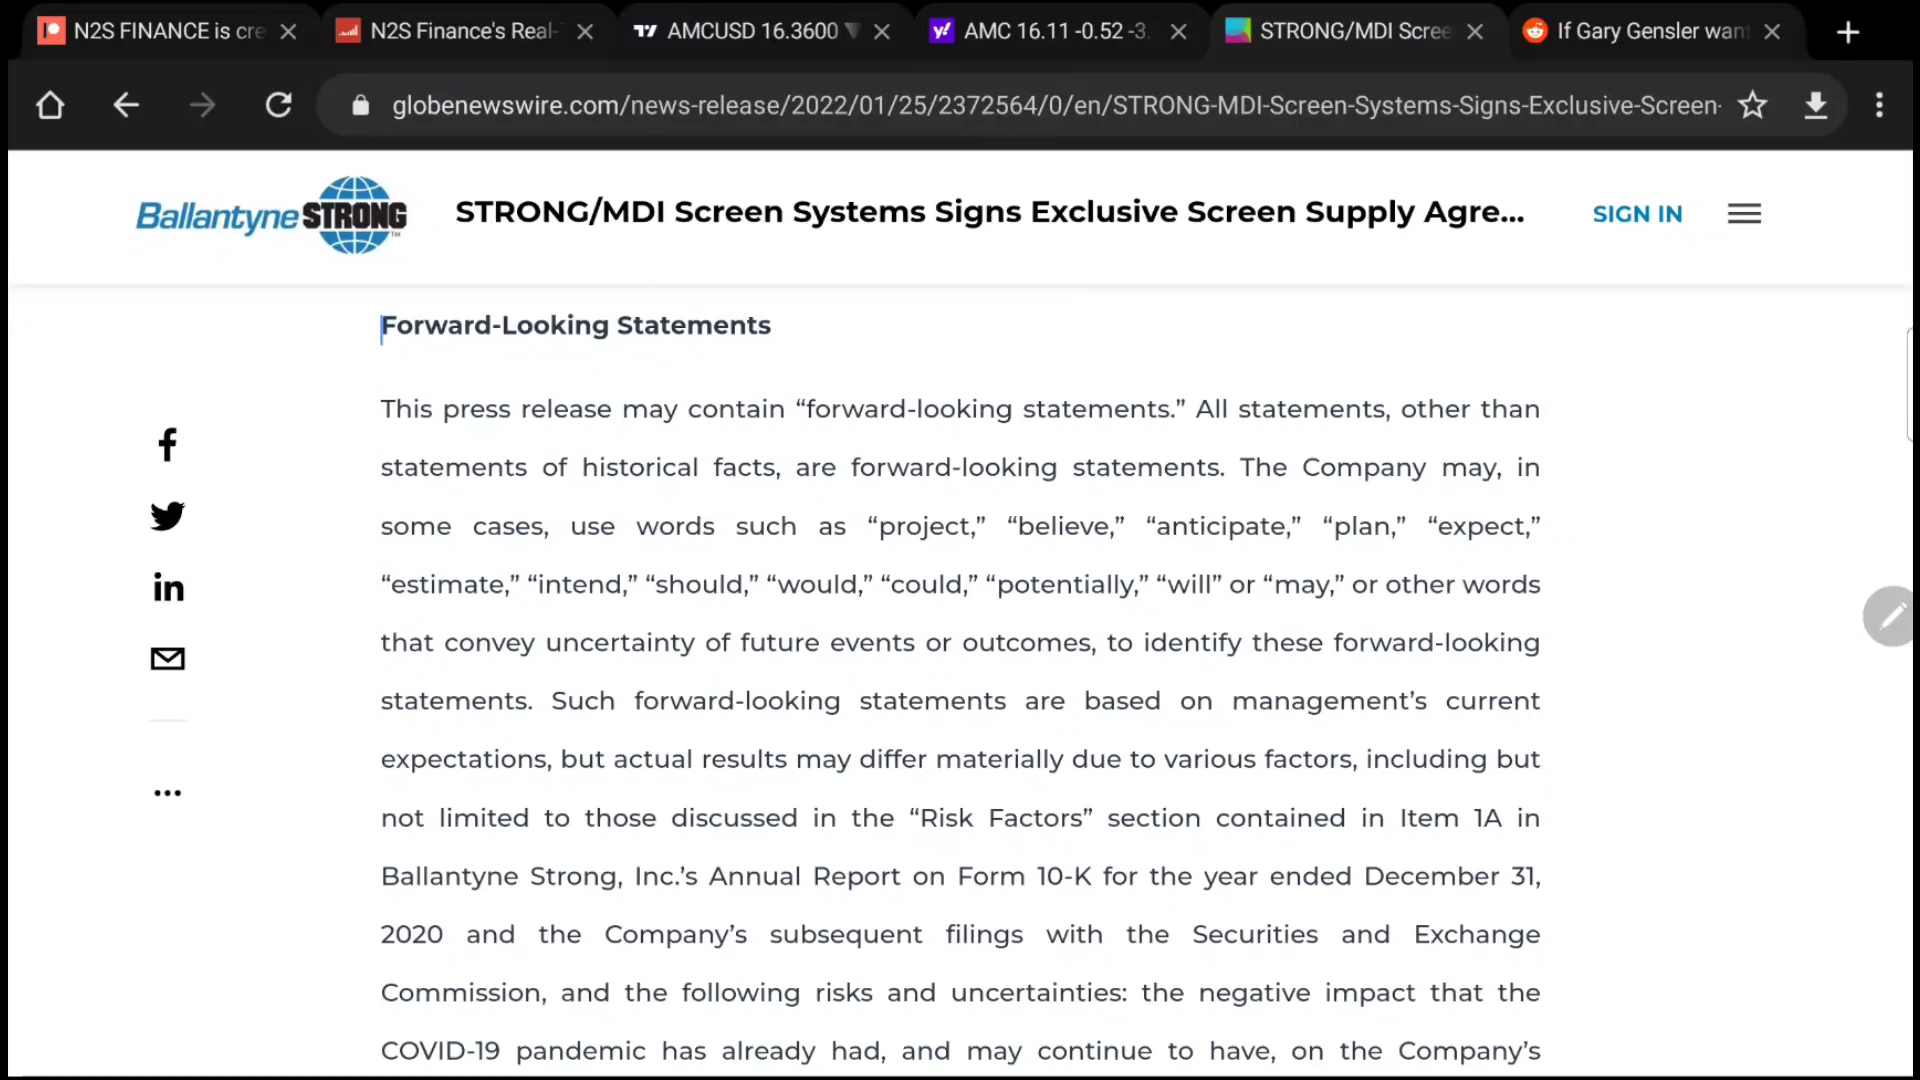 N2S FINANCE is cre
N2S Finance's Real-
AMCUSD 16.3600 ▼
AMC 16.11 -0.52 -3.
STRONG/MDI Scree
If Gary Gensler wan
globenewswire.com/news-release/2022/01/25/2372564/0/en/STRONG-MDI-Screen-Systems-Signs-Exclusive-Screen-
Ballantyne STRONG TM
STRONG/MDI Screen Systems Signs Exclusive Screen Supply Agre...
SIGN IN
Forward-Looking Statements
This press release may contain “forward-looking statements.” All statements, other than
statements of historical facts, are forward-looking statements. The Company may, in
some cases, use words such as “project,” “believe,” “anticipate,” “plan,” “expect,”
“estimate,” “intend,” “should,” “would,” “could,” “potentially,” “will” or “may,” or other words
that convey uncertainty of future events or outcomes, to identify these forward-looking
statements. Such forward-looking statements are based on management’s current
expectations, but actual results may differ materially due to various factors, including but
not limited to those discussed in the “Risk Factors” section contained in Item 1A in
Ballantyne Strong, Inc.’s Annual Report on Form 10-K for the year ended December 31,
2020 and the Company’s subsequent filings with the Securities and Exchange
Commission, and the following risks and uncertainties: the negative impact that the
COVID-19 pandemic has already had, and may continue to have, on the Company’s